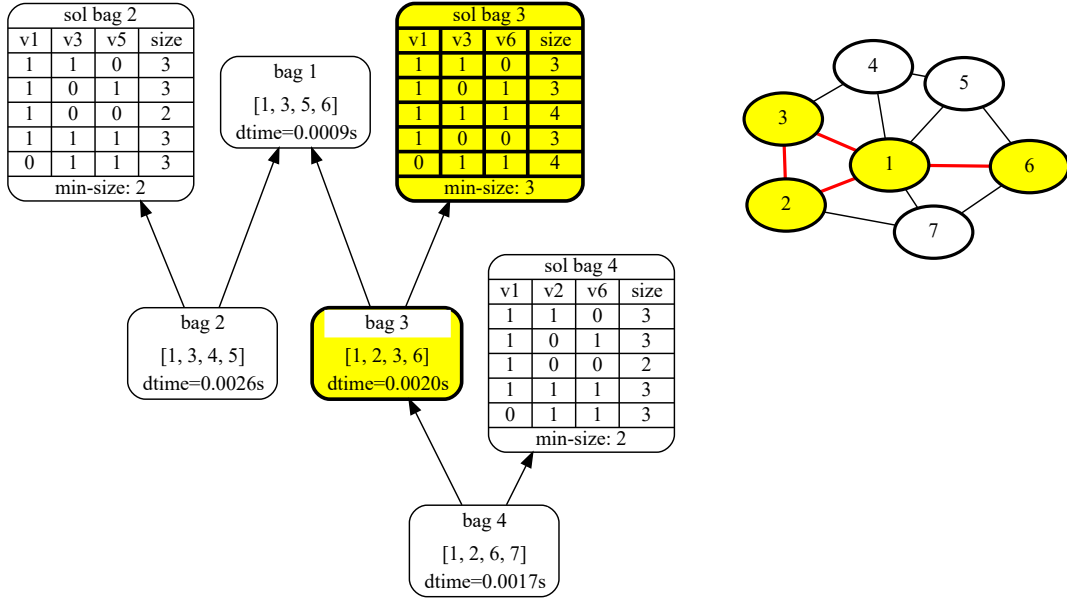 sol bag 2
v1 v3 v5 size
1 1 0 3
1 0 1 3
1 0 0 2
1 1 1 3
0 1 1 3
min-size: 2
bag 1
[1, 3, 5, 6]
dtime=0.0009s
sol bag 3
v1 v3 v6 size
1 1 0 3
1 0 1 3
1 1 1 4
1 0 0 3
0 1 1 4
min-size: 3
4
5
3
1
6
2
7
bag 2
[1, 3, 4, 5]
dtime=0.0026s
bag 3
[1, 2, 3, 6]
dtime=0.0020s
sol bag 4
v1 v2 v6 size
1 1 0 3
1 0 1 3
1 0 0 2
1 1 1 3
0 1 1 3
min-size: 2
bag 4
[1, 2, 6, 7]
dtime=0.0017s